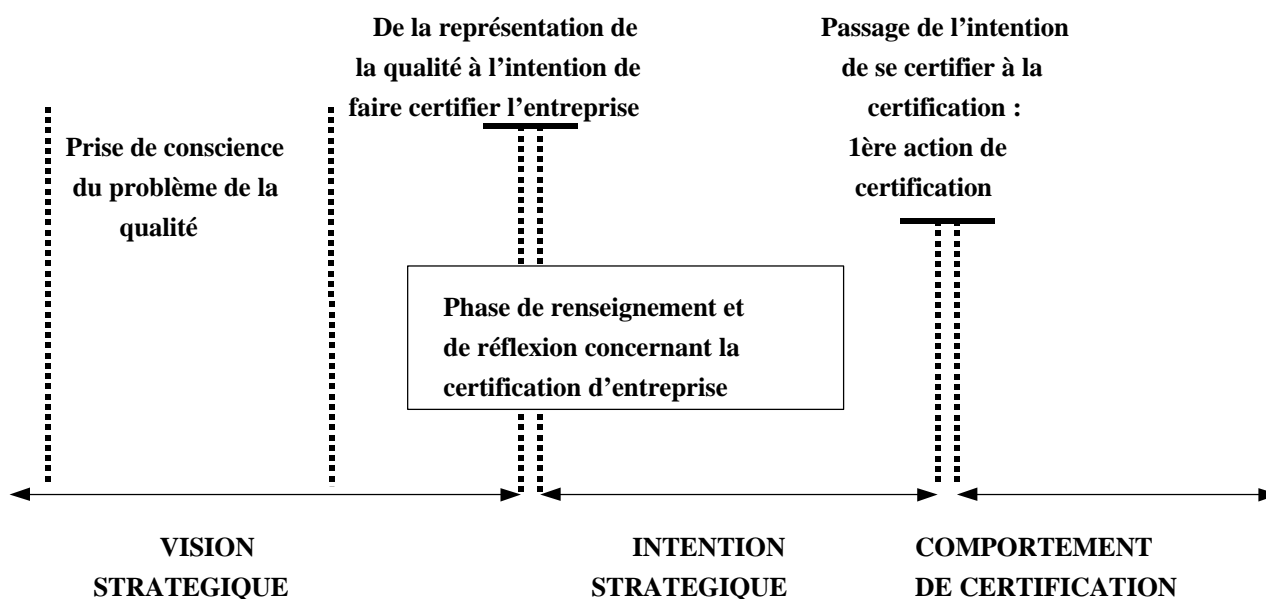 De la représentation de
la qualité à l'intention de
faire certifier l'entreprise
Passage de l'intention
de se certifier à la
certification :
1ère action de
certification
Prise de conscience
du problème de la
qualité
Phase de renseignement et
de réflexion concernant la
certification d'entreprise
VISION
STRATEGIQUE
INTENTION
STRATEGIQUE
COMPORTEMENT
DE CERTIFICATION